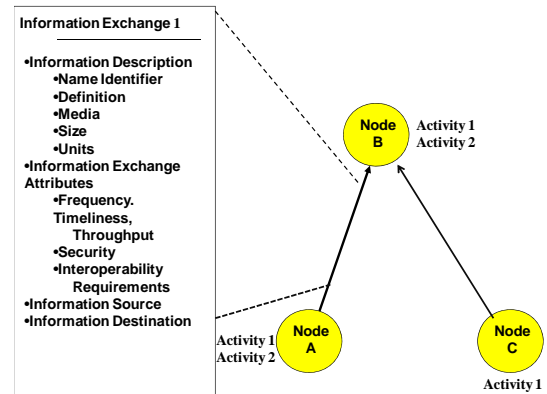 Information Exchange 1
•Information Description
•Name Identifier
•Definition
•Media
•Size
•Units
•Information Exchange
Attributes
•Frequency.
Timeliness,
Throughput
•Security
•Interoperability
Requirements
•Information Source
•Information Destination
Node
B
Activity 1
Activity 2
Node
A
Activity 1
Activity 2
Node
C
Activity 1